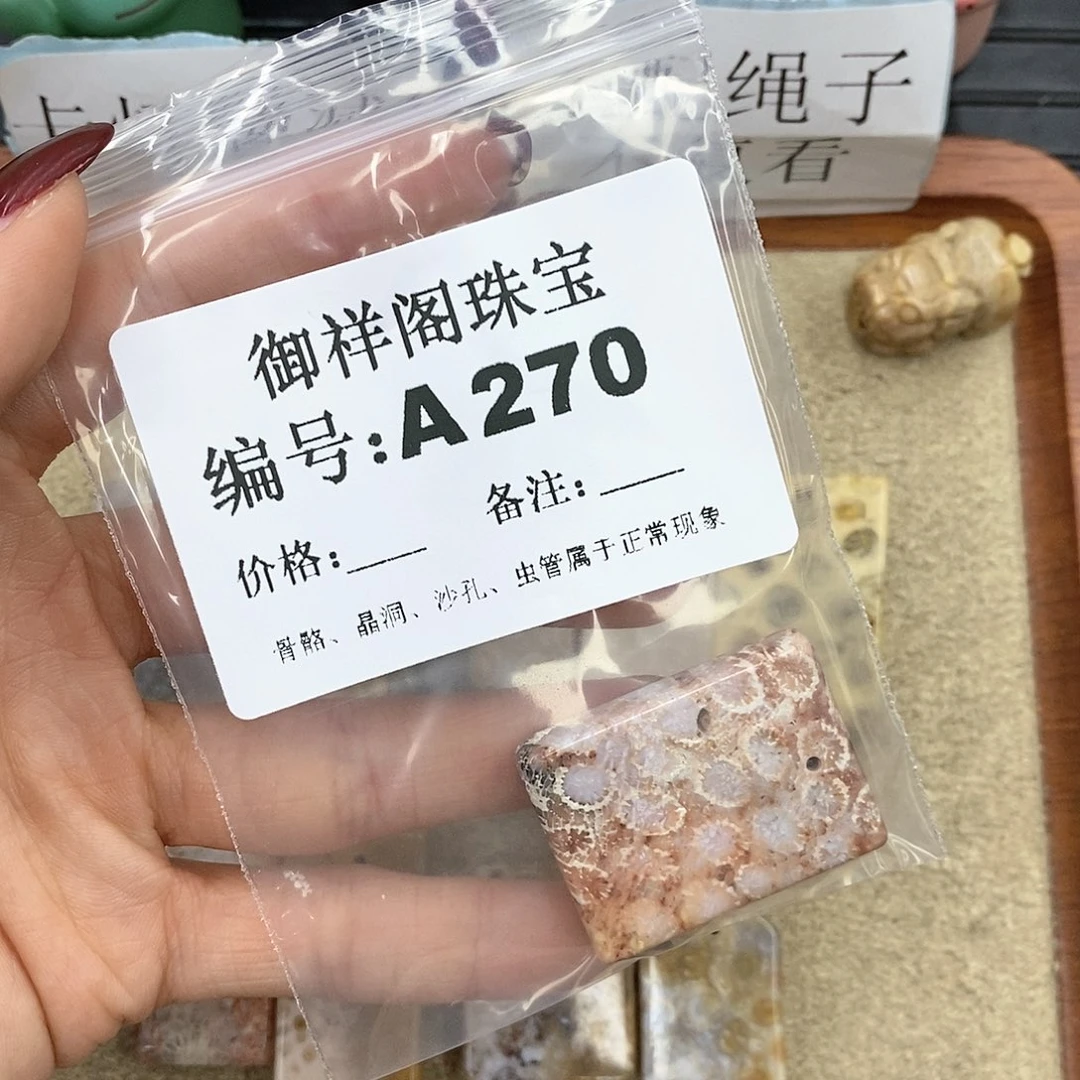 绳子
看
御祥阁珠宝
编号:A270
备注:
价格:
骨骼、晶洞、沙孔、虫管属于正常现象